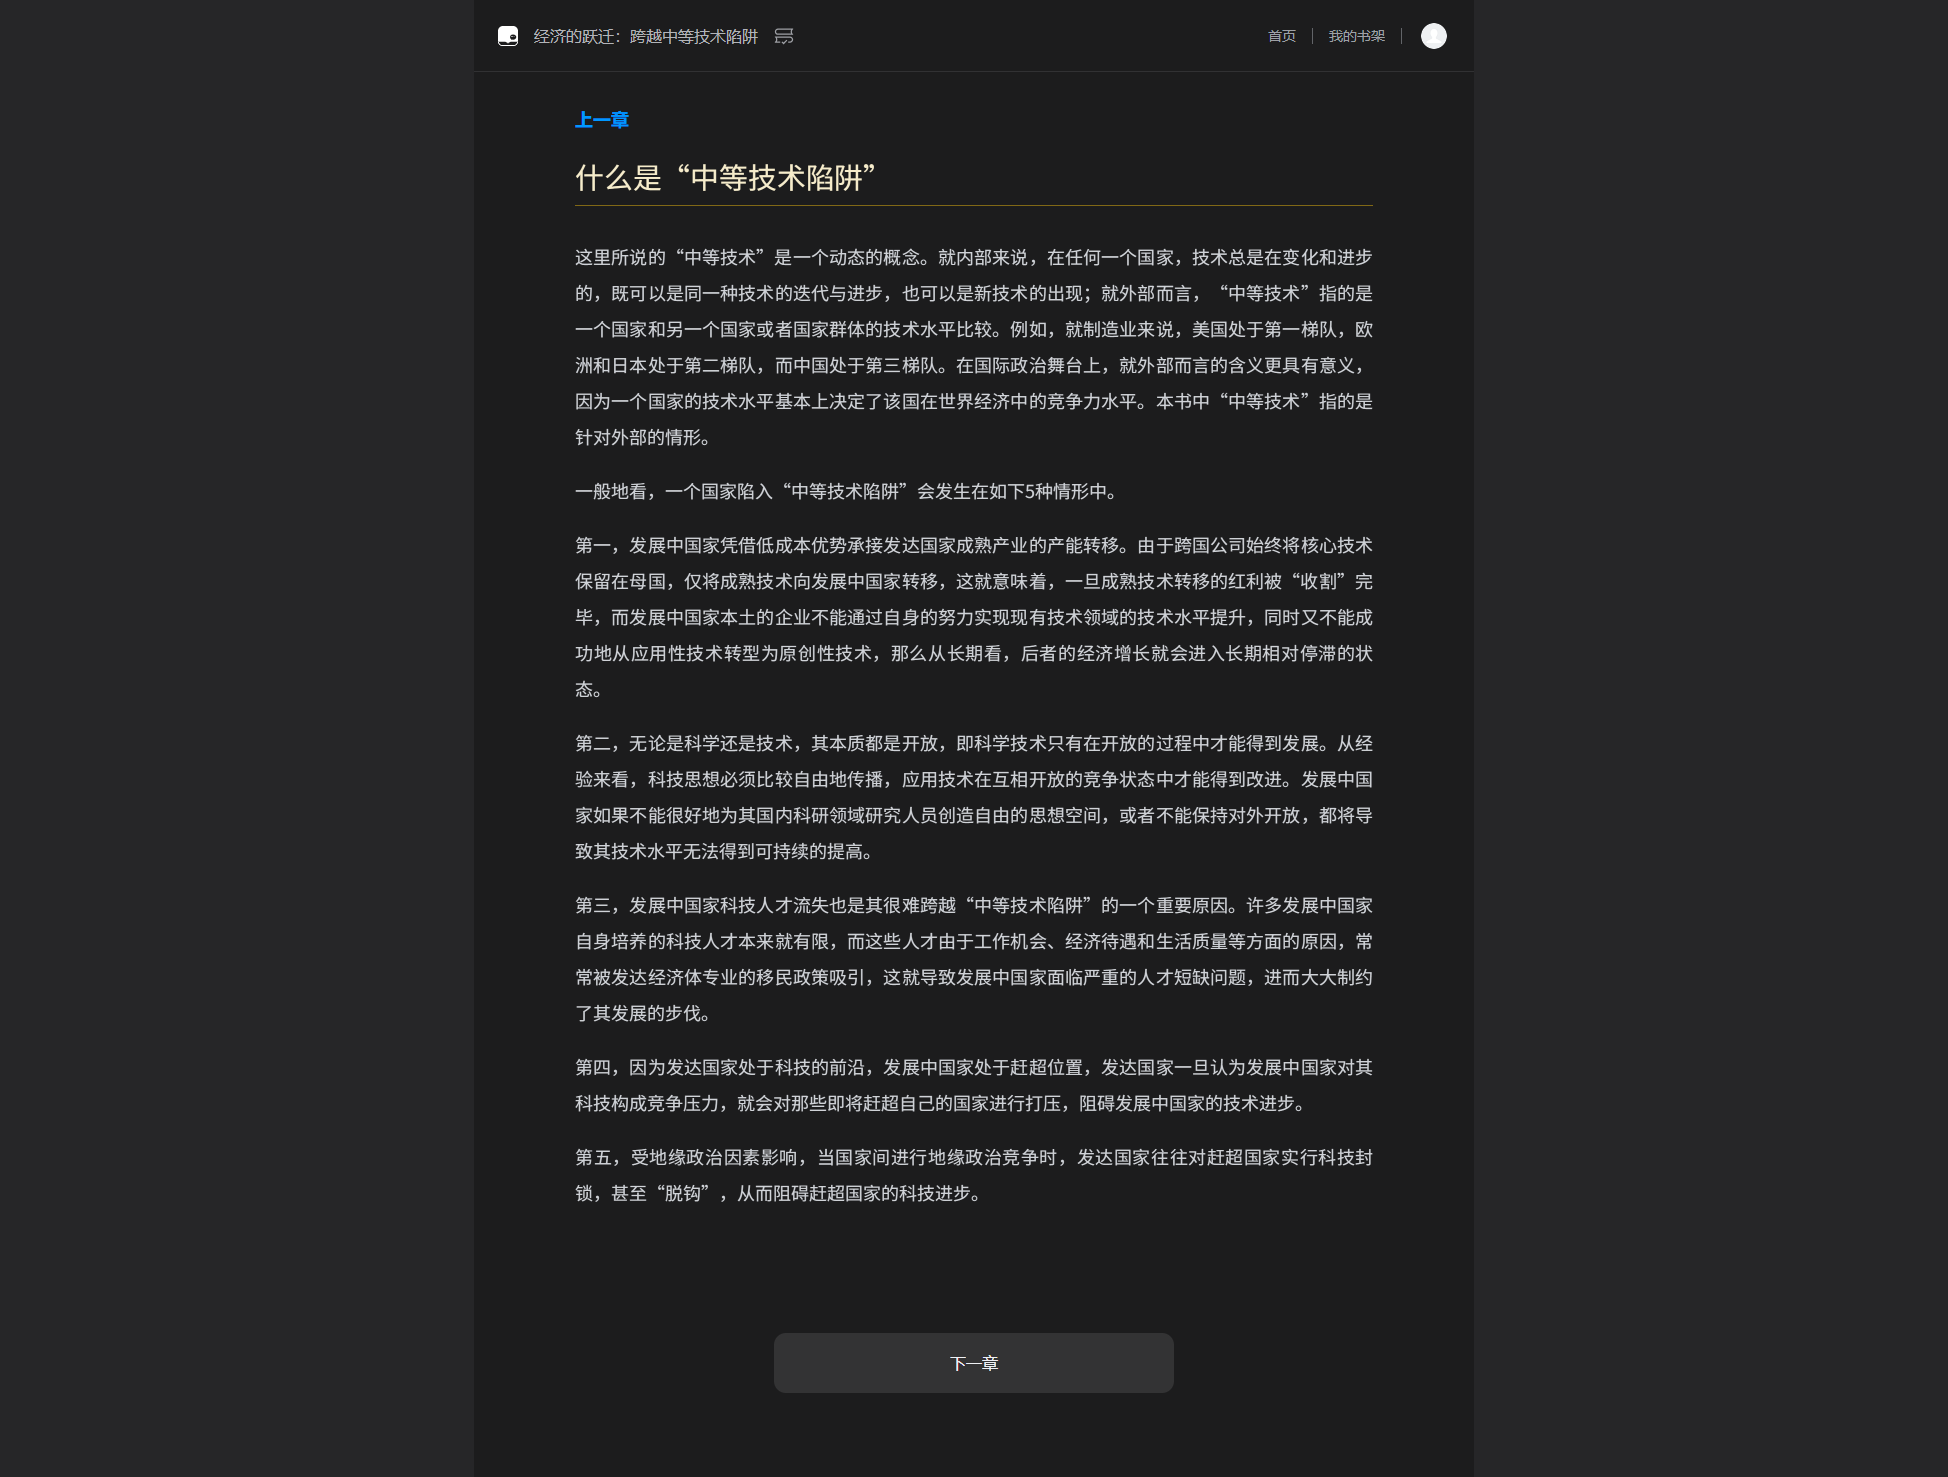 经济的跃迁：跨越中等技术陷阱
首页
我的书架
上一章
什么是“中等技术陷阱”
这里所说的“中等技术”是一个动态的概念。就内部来说，在任何一个国家，技术总是在变化和进步
的，既可以是同一种技术的迭代与进步，也可以是新技术的出现；就外部而言，“中等技术”指的是
一个国家和另一个国家或者国家群体的技术水平比较。例如，就制造业来说，美国处于第一梯队，欧
洲和日本处于第二梯队，而中国处于第三梯队。在国际政治舞台上，就外部而言的含义更具有意义，
因为一个国家的技术水平基本上决定了该国在世界经济中的竞争力水平。本书中“中等技术”指的是
针对外部的情形。
一般地看，一个国家陷入“中等技术陷阱”会发生在如下5种情形中。
第一，发展中国家凭借低成本优势承接发达国家成熟产业的产能转移。由于跨国公司始终将核心技术
保留在母国，仅将成熟技术向发展中国家转移，这就意味着，一旦成熟技术转移的红利被“收割”完
毕，而发展中国家本土的企业不能通过自身的努力实现现有技术领域的技术水平提升，同时又不能成
功地从应用性技术转型为原创性技术，那么从长期看，后者的经济增长就会进入长期相对停滞的状
态。
第二，无论是科学还是技术，其本质都是开放，即科学技术只有在开放的过程中才能得到发展。从经
验来看，科技思想必须比较自由地传播，应用技术在互相开放的竞争状态中才能得到改进。发展中国
家如果不能很好地为其国内科研领域研究人员创造自由的思想空间，或者不能保持对外开放，都将导
致其技术水平无法得到可持续的提高。
第三，发展中国家科技人才流失也是其很难跨越“中等技术陷阱”的一个重要原因。许多发展中国家
自身培养的科技人才本来就有限，而这些人才由于工作机会、经济待遇和生活质量等方面的原因，常
常被发达经济体专业的移民政策吸引，这就导致发展中国家面临严重的人才短缺问题，进而大大制约
了其发展的步伐。
第四，因为发达国家处于科技的前沿，发展中国家处于赶超位置，发达国家一旦认为发展中国家对其
科技构成竞争压力，就会对那些即将赶超自己的国家进行打压，阻碍发展中国家的技术进步。
第五，受地缘政治因素影响，当国家间进行地缘政治竞争时，发达国家往往对赶超国家实行科技封
锁，甚至“脱钩”，从而阻碍赶超国家的科技进步。
下一章